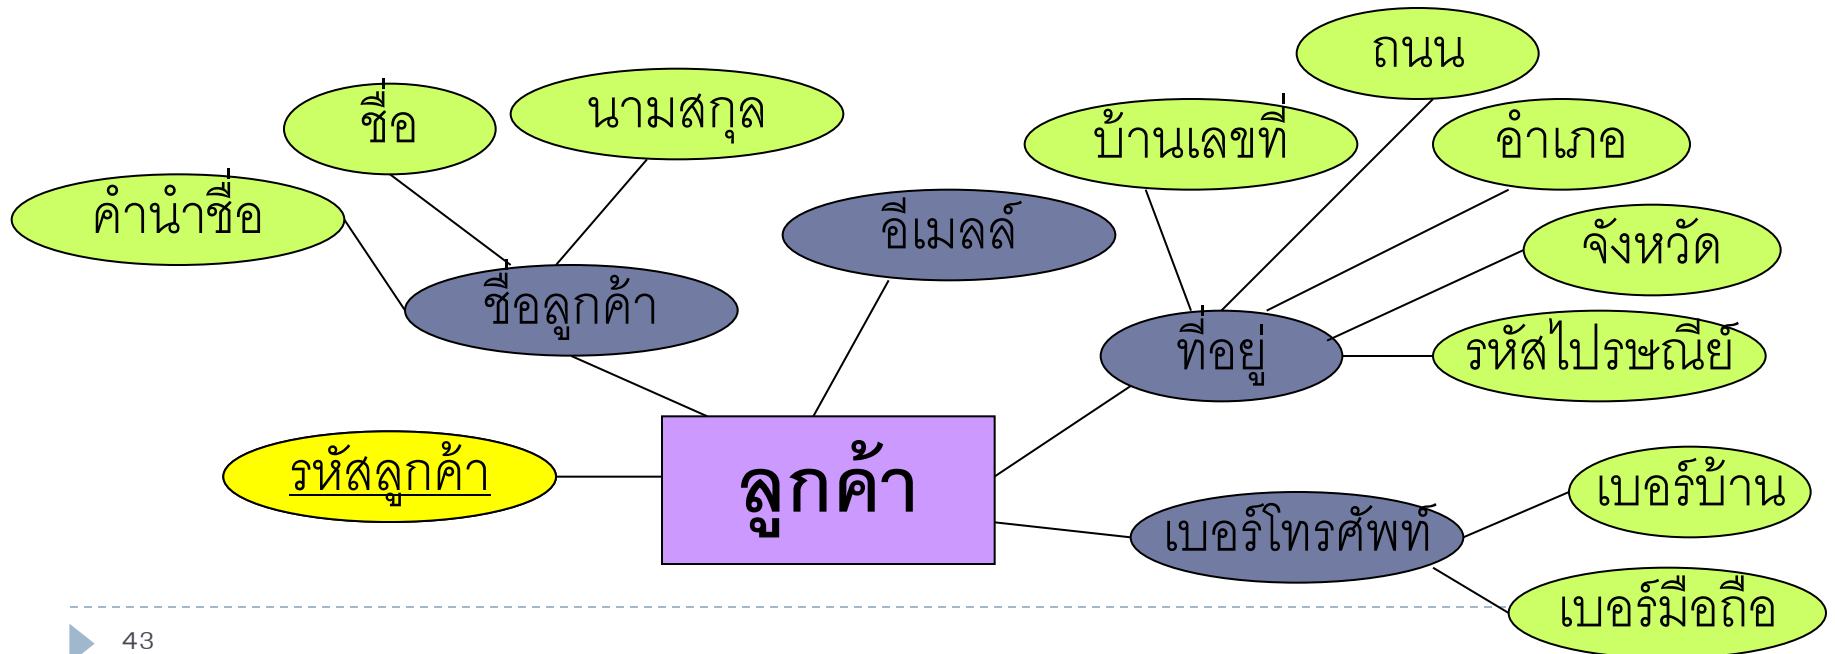 ถนน
ชื่อ
นามสกุล
บ้านเลขที่
อำเภอ
คำนำชื่อ
อีเมลล์
จังหวัด
ชื่อลูกค้า
ที่อยู่
รหัสไปรษณีย์
รหัสลูกค้า
ลูกค้า
เบอร์บ้าน
เบอร์โทรศัพท์
เบอร์มือถือ
43